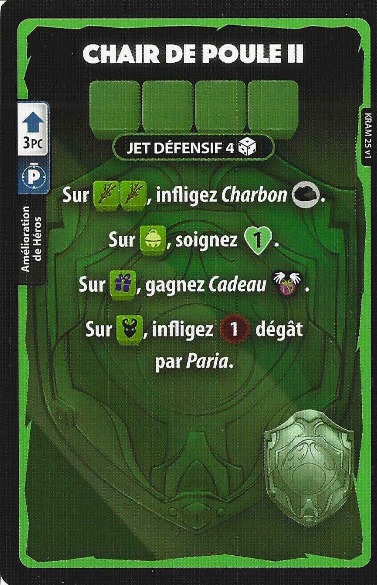 CHAIR DE POULE II
JET DÉFENSIF 4
3PC
P
Amélioration
de Héros
KRAM 25 V1
Sur , infligez Charbon .
Sur , soignez 1 .
Sur , gagnez Cadeau .
Sur , infligez 1 dégât
par Paria.